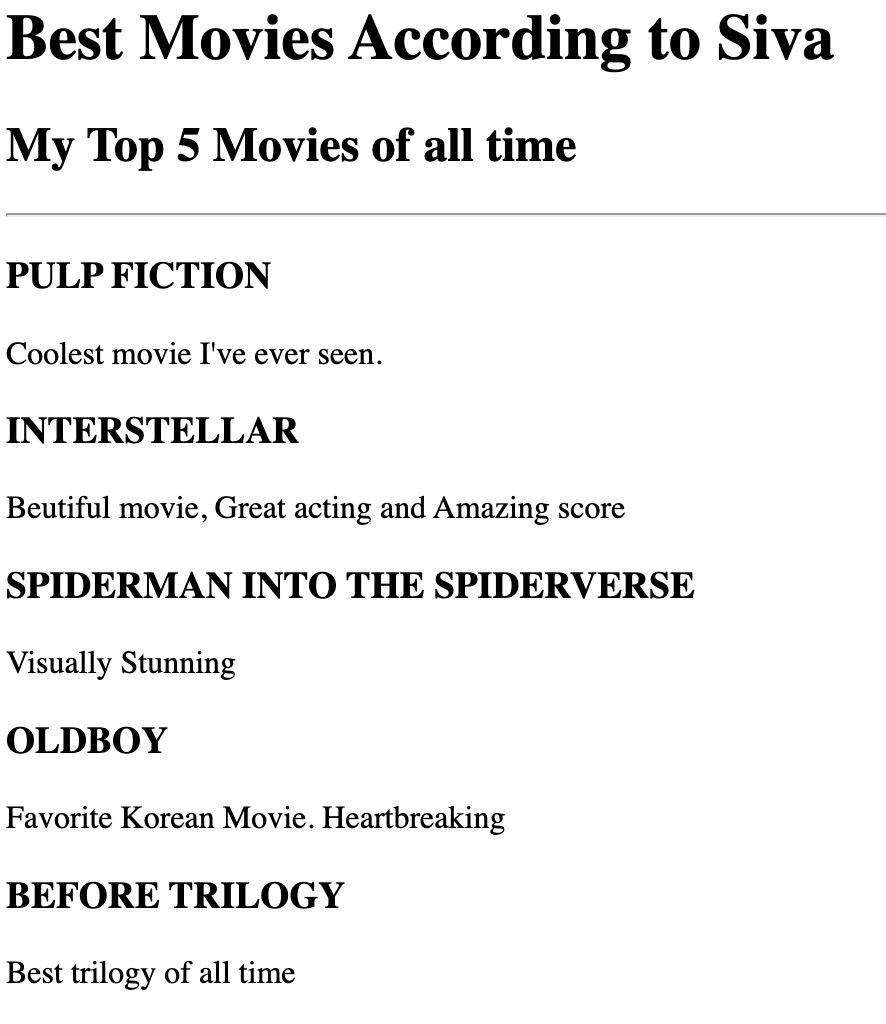 Best Movies According to Siva
My Top 5 Movies of all time
PULP FICTION
Coolest movie I've ever seen.
INTERSTELLAR
Beutiful movie, Great acting and Amazing score
SPIDERMAN INTO THE SPIDERVERSE
Visually Stunning
OLDBOY
Favorite Korean Movie. Heartbreaking
BEFORE TRILOGY
Best trilogy of all time